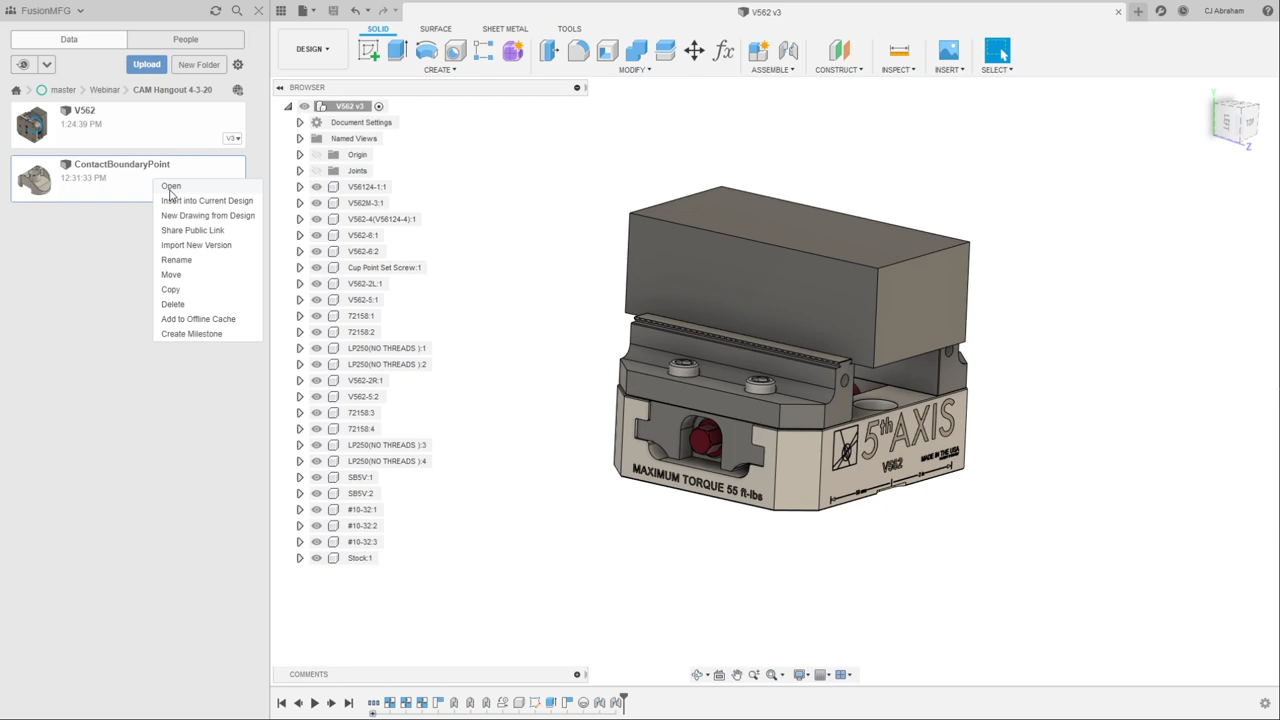 FusionMFG
V562 v3
CJ Abraham
Data
People
Upload
New Folder
master
Webinar
CAM Hangout 4-3-20
V562
1:24:39 PM
V3
ContactBoundaryPoint
12:31:33 PM
Open
Insert into Current Design
New Drawing from Design
Share Public Link
Import New Version
Rename
Move
Copy
Delete
Add to Offline Cache
Create Milestone
SOLID
SURFACE
SHEET METAL
TOOLS
DESIGN
CREATE
MODIFY
ASSEMBLE
CONSTRUCT
INSPECT
INSERT
SELECT
BROWSER
V562 v3
Document Settings
Named Views
Origin
Joints
V56124-1:1
V562M-3:1
V562-4(V56124-4):1
V562-6:1
V562-6:2
Cup Point Set Screw:1
V562-2L:1
V562-5:1
72158:1
72158:2
LP250(NO THREADS ):1
LP250(NO THREADS ):2
V562-2R:1
V562-5:2
72158:3
72158:4
LP250(NO THREADS ):3
LP250(NO THREADS ):4
SB5V:1
SB5V:2
#10-32:1
#10-32:2
#10-32:3
Stock:1
Y
LEFT
Z
5th AXIS
V562
MADE IN THE USA
MAXIMUM TORQUE 55 ft-lbs
COMMENTS